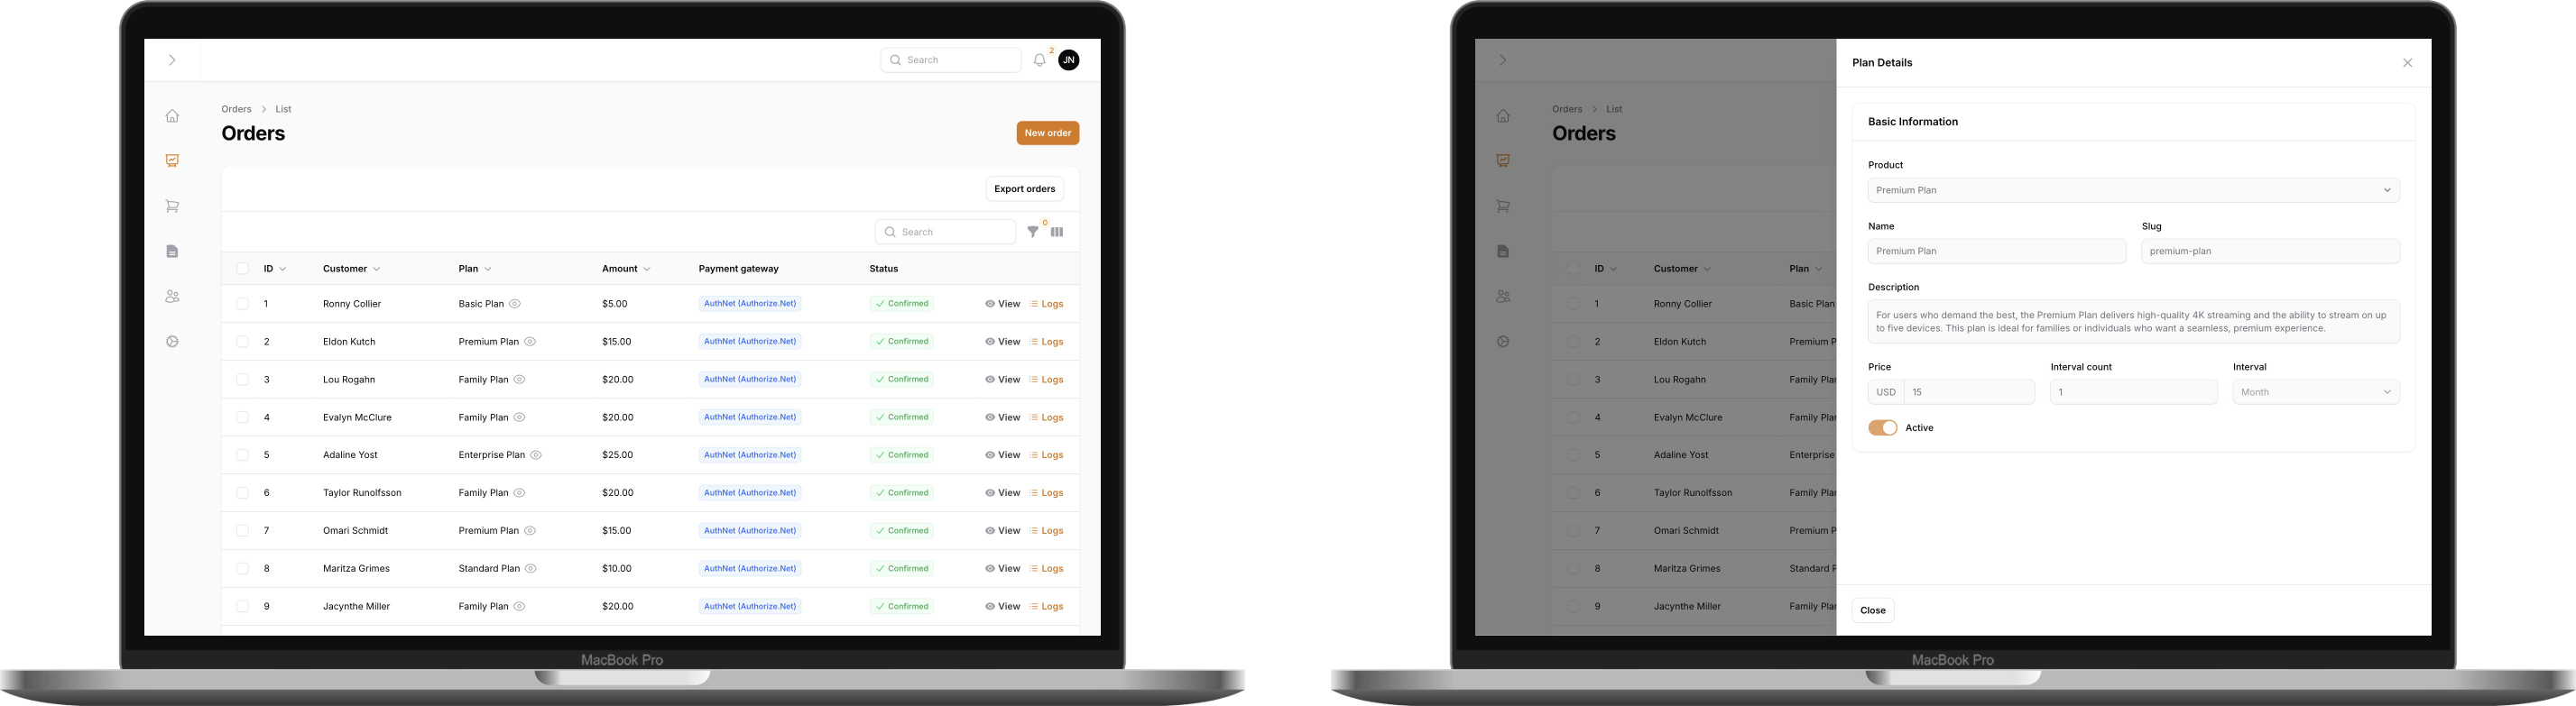 Search
2
JN
Orders > List
Orders
New order
Export orders
Search
0
ID Customer Plan Amount Payment gateway Status
1 Ronny Collier Basic Plan $5.00 AuthNet (Authorize.Net) Confirmed View Logs
2 Eldon Kutch Premium Plan $15.00 AuthNet (Authorize.Net) Confirmed View Logs
3 Lou Rogahn Family Plan $20.00 AuthNet (Authorize.Net) Confirmed View Logs
4 Evalyn McClure Family Plan $20.00 AuthNet (Authorize.Net) Confirmed View Logs
5 Adaline Yost Enterprise Plan $25.00 AuthNet (Authorize.Net) Confirmed View Logs
6 Taylor Runolfsson Family Plan $20.00 AuthNet (Authorize.Net) Confirmed View Logs
7 Omari Schmidt Premium Plan $15.00 AuthNet (Authorize.Net) Confirmed View Logs
8 Maritza Grimes Standard Plan $10.00 AuthNet (Authorize.Net) Confirmed View Logs
9 Jacynthe Miller Family Plan $20.00 AuthNet (Authorize.Net) Confirmed View Logs
MacBook Pro
Orders > List
Orders
ID Customer Plan
1 Ronny Collier Basic Plan
2 Eldon Kutch Premium P
3 Lou Rogahn Family Plan
4 Evalyn McClure Family Plan
5 Adaline Yost Enterprise
6 Taylor Runolfsson Family Plan
7 Omari Schmidt Premium P
8 Maritza Grimes Standard F
9 Jacynthe Miller Family Plan
Plan Details
Basic Information
Product
Premium Plan
Name Slug
Premium Plan premium-plan
Description
For users who demand the best, the Premium Plan delivers high-quality 4K streaming and the ability to stream on up
to five devices. This plan is ideal for families or individuals who want a seamless, premium experience.
Price Interval count Interval
USD 15 1 Month
Active
Close
MacBook Pro